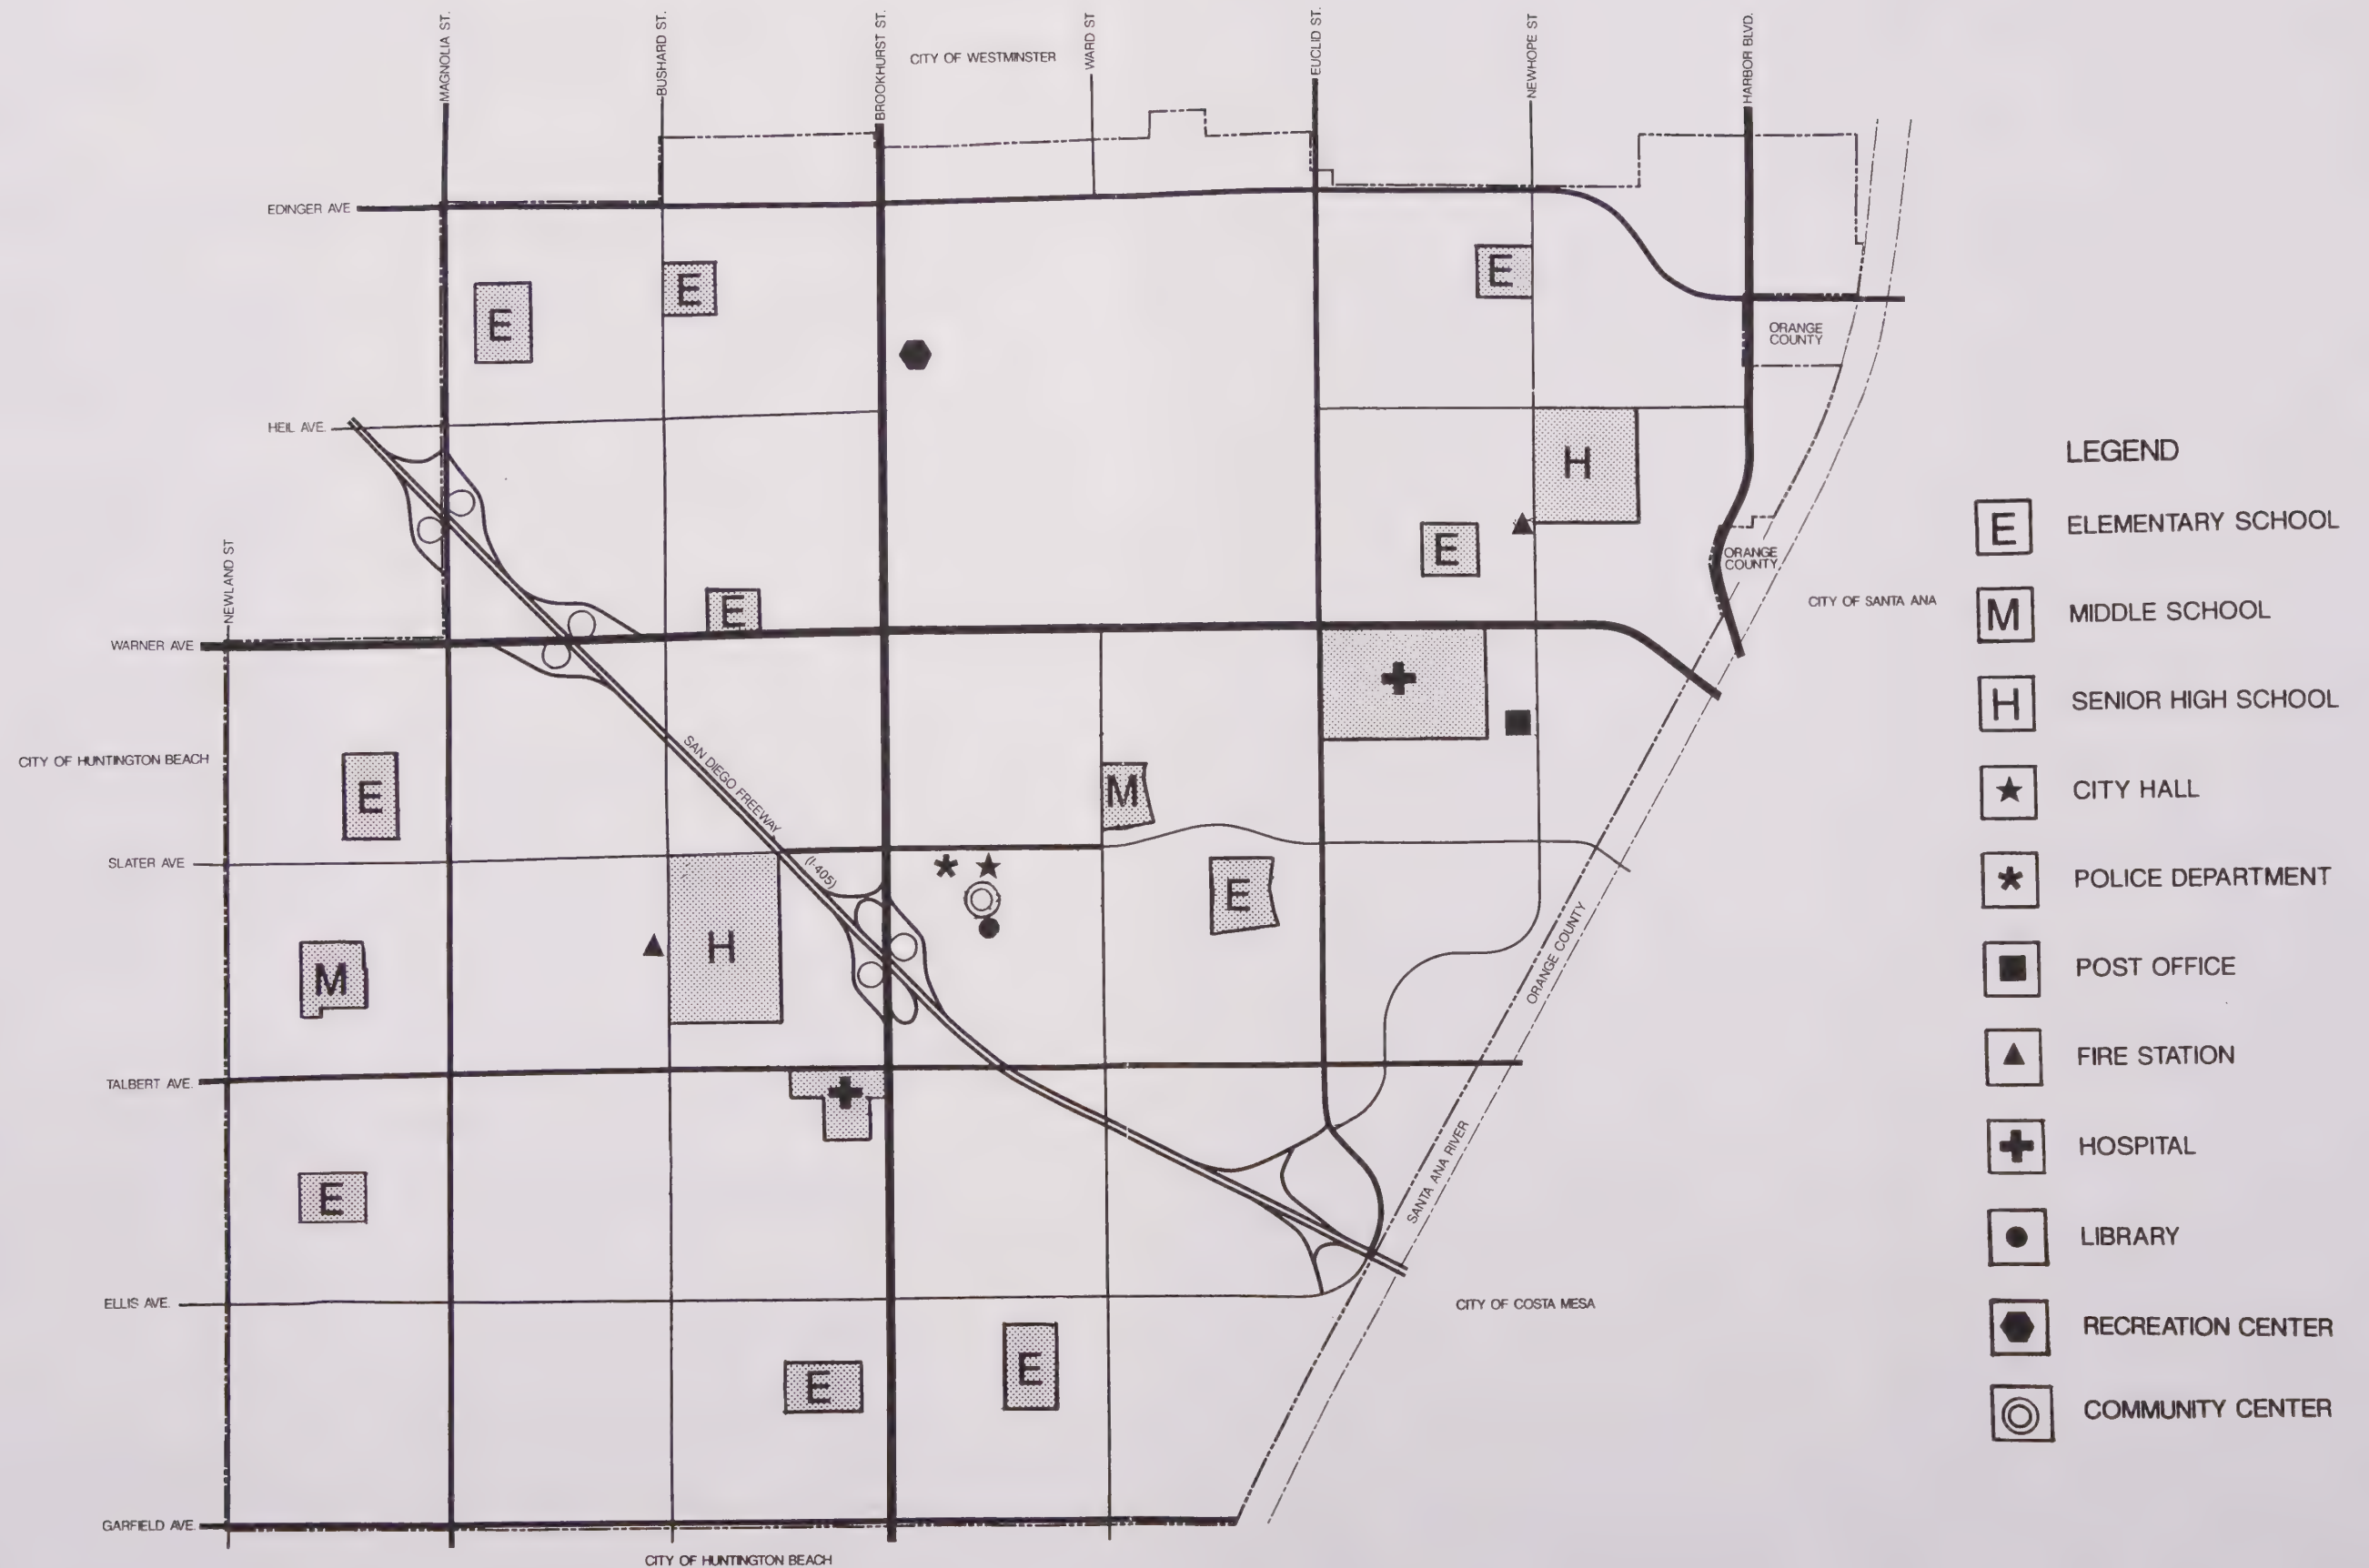 MAGNOLIA ST.
BUSHARD ST.
BROOKHURST ST.
CITY OF WESTMINSTER
WARD ST
EUCLID ST.
NEWHOPE ST
HARBOR BLVD.
EDINGER AVE
E
E
E
ORANGE
COUNTY
HEIL AVE.
H
E
ORANGE
COUNTY
NEWLAND ST
CITY OF SANTA ANA
E
WARNER AVE
CITY OF HUNTINGTON BEACH
SAN DIEGO FREEWAY
(I-405)
E
M
SLATER AVE
E
H
M
ORANGE COUNTY
TALBERT AVE.
SANTA ANA RIVER
E
ELLIS AVE.
CITY OF COSTA MESA
E
E
GARFIELD AVE.
CITY OF HUNTINGTON BEACH
LEGEND
E ELEMENTARY SCHOOL
M MIDDLE SCHOOL
H SENIOR HIGH SCHOOL
CITY HALL
POLICE DEPARTMENT
POST OFFICE
FIRE STATION
HOSPITAL
LIBRARY
RECREATION CENTER
COMMUNITY CENTER